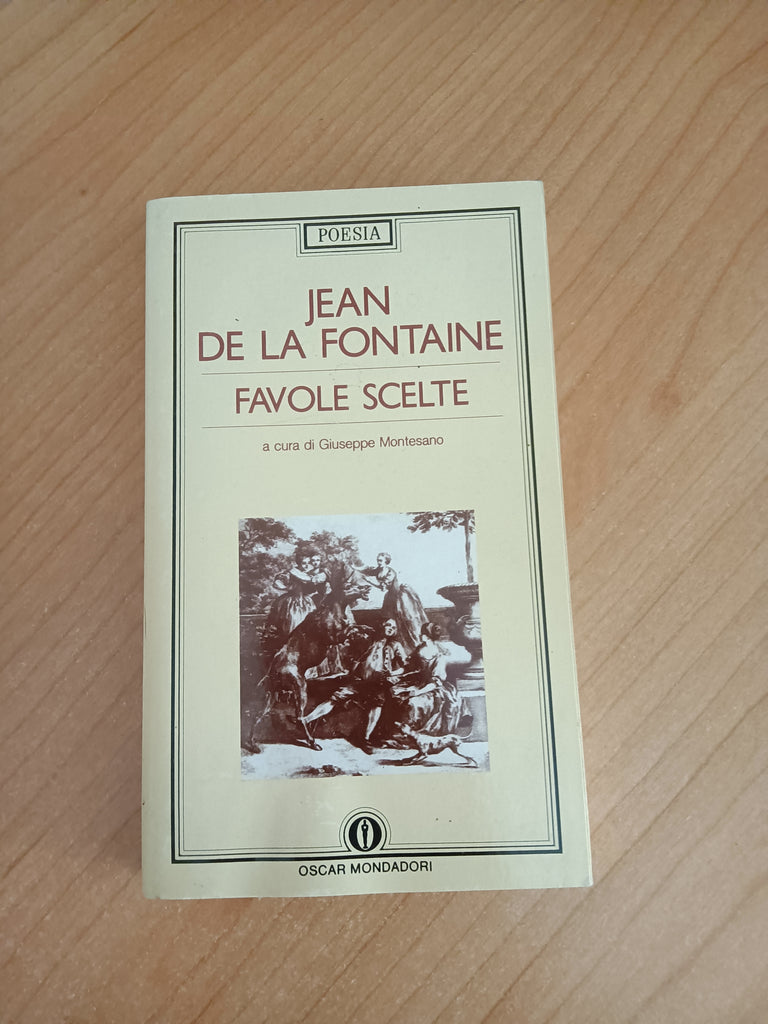 POESIA
JEAN
DE LA FONTAINE
FAVOLE SCELTE
a cura di Giuseppe Montesano
OSCAR MONDADORI